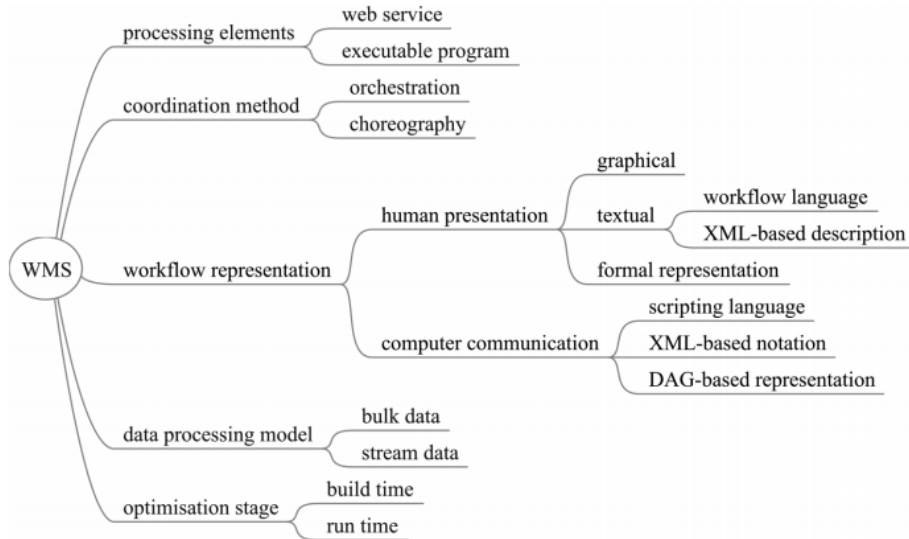 WMS
processing elements
web service
executable program
coordination method
orchestration
choreography
workflow representation
human presentation
graphical
textual
workflow language
XML-based description
formal representation
computer communication
scripting language
XML-based notation
DAG-based representation
data processing model
bulk data
stream data
optimisation stage
build time
run time